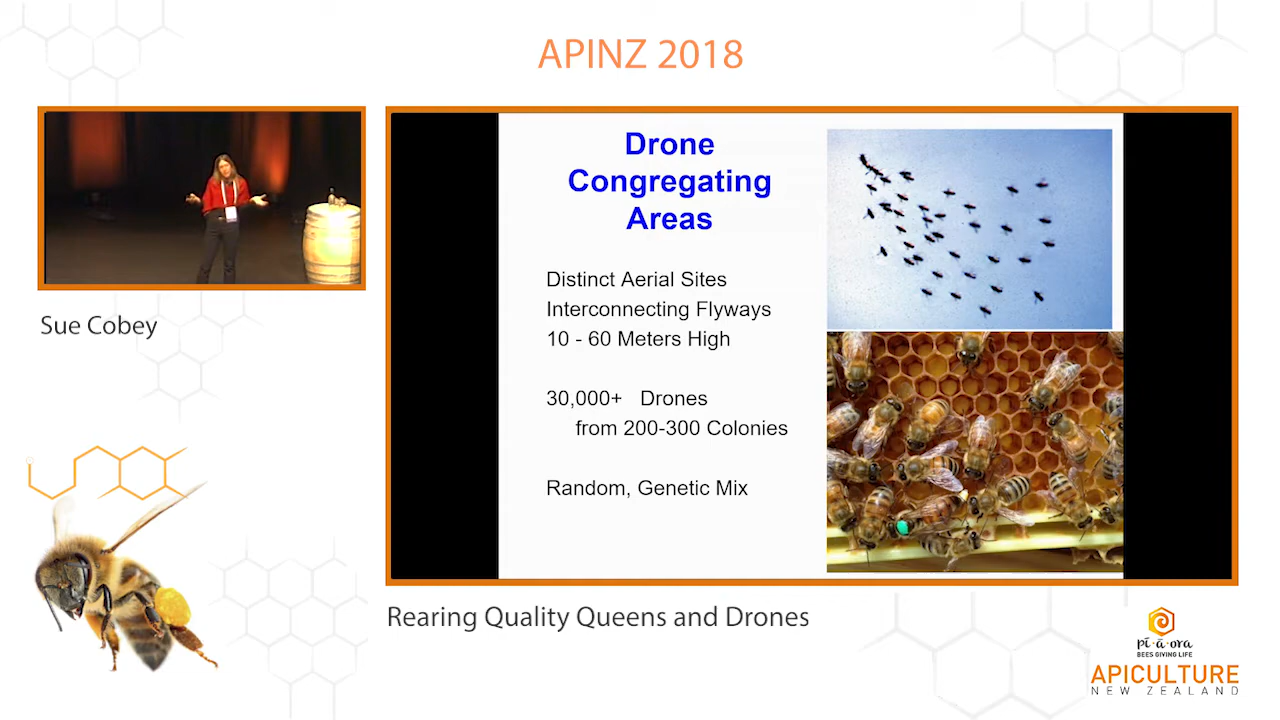 APINZ 2018
Sue Cobey
Drone
Congregating
Areas
Distinct Aerial Sites
Interconnecting Flyways
10 - 60 Meters High
30,000+ Drones
from 200-300 Colonies
Random, Genetic Mix
Rearing Quality Queens and Drones
pī-ā-ora
BEES GIVING LIFE
APICULTURE
NEW ZEALAND